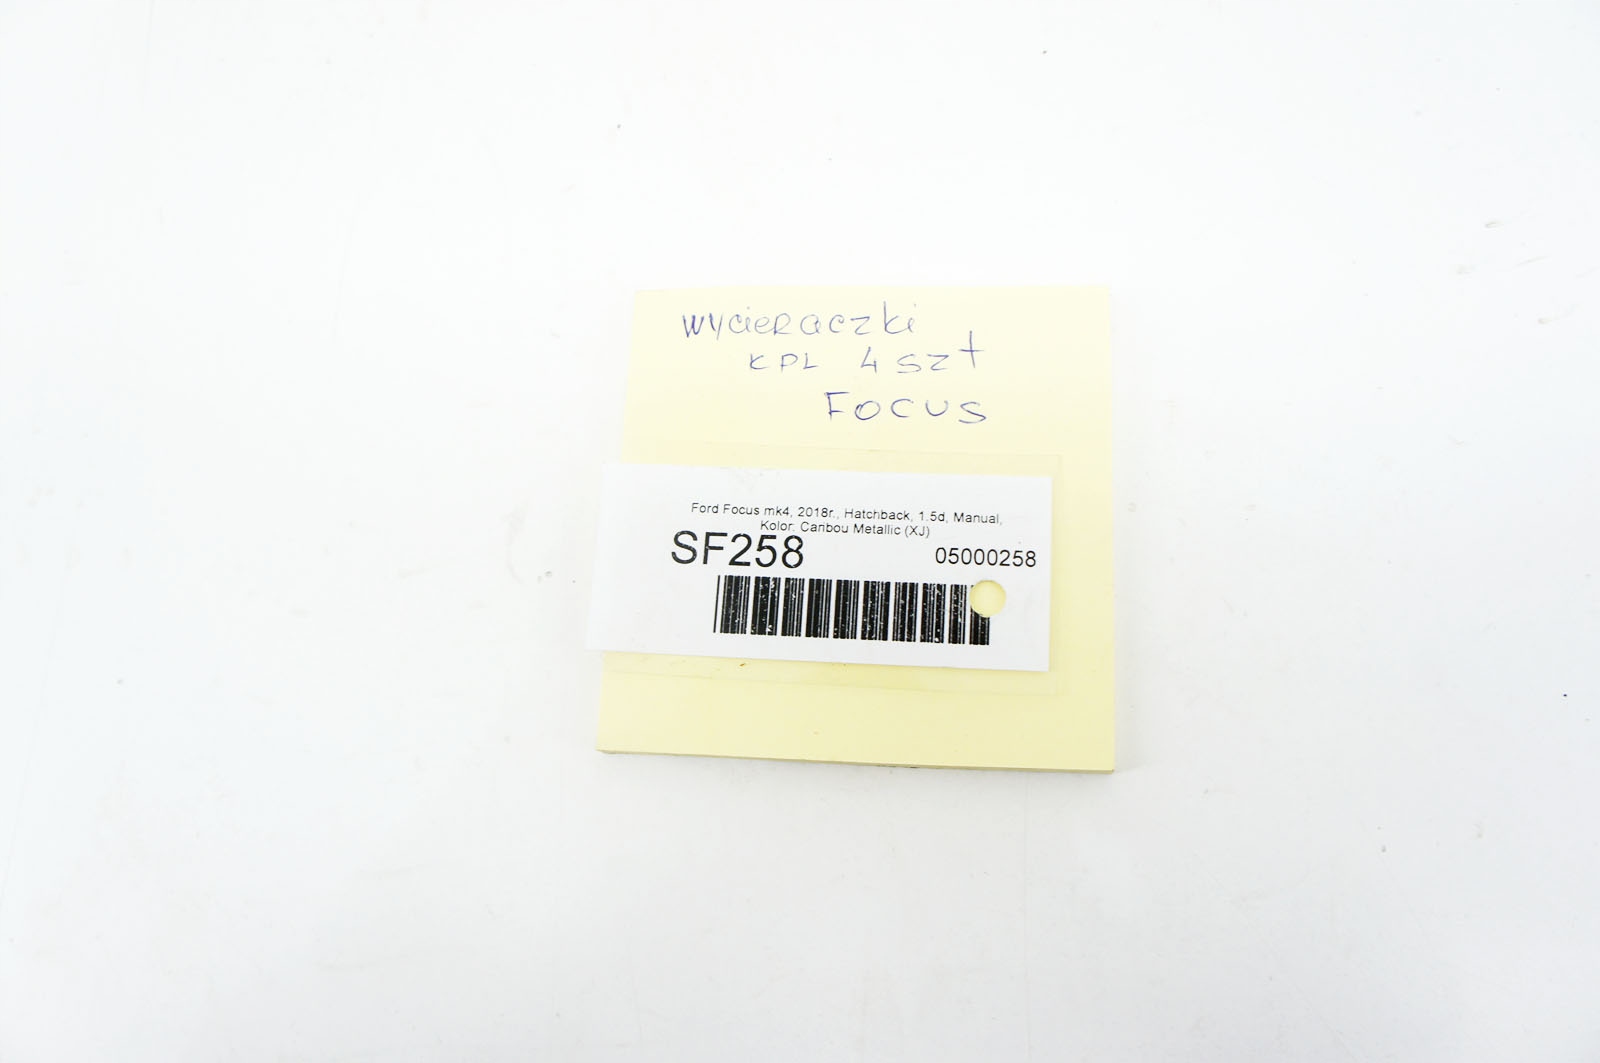 wycieraczki
KPL 4 szt
FOCUS
Ford Focus mk4, 2018r., Hatchback, 1.5d, Manual,
Kolor: Caribou Metallic (XJ)
SF258 05000258